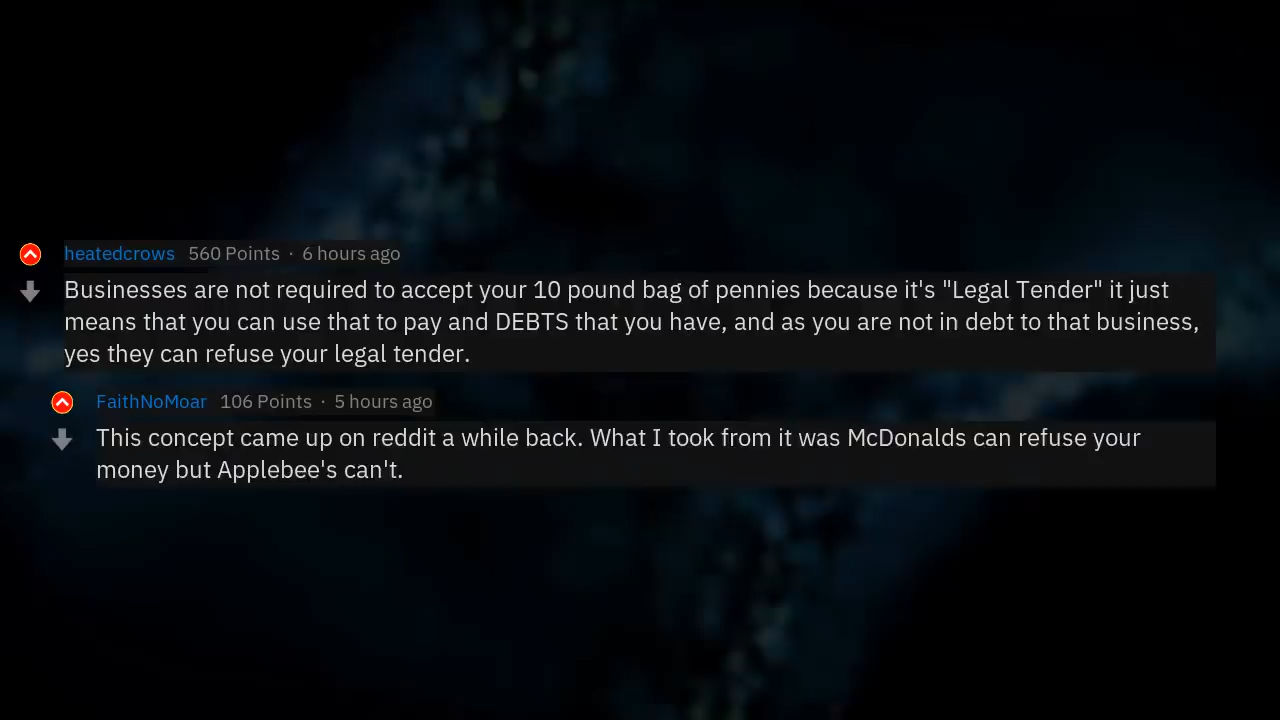 heatedcrows 560 Points · 6 hours ago
Businesses are not required to accept your 10 pound bag of pennies because it's "Legal Tender" it just
means that you can use that to pay and DEBTS that you have, and as you are not in debt to that business,
yes they can refuse your legal tender.
FaithNoMoar 106 Points · 5 hours ago
This concept came up on reddit a while back. What I took from it was McDonalds can refuse your
money but Applebee's can't.